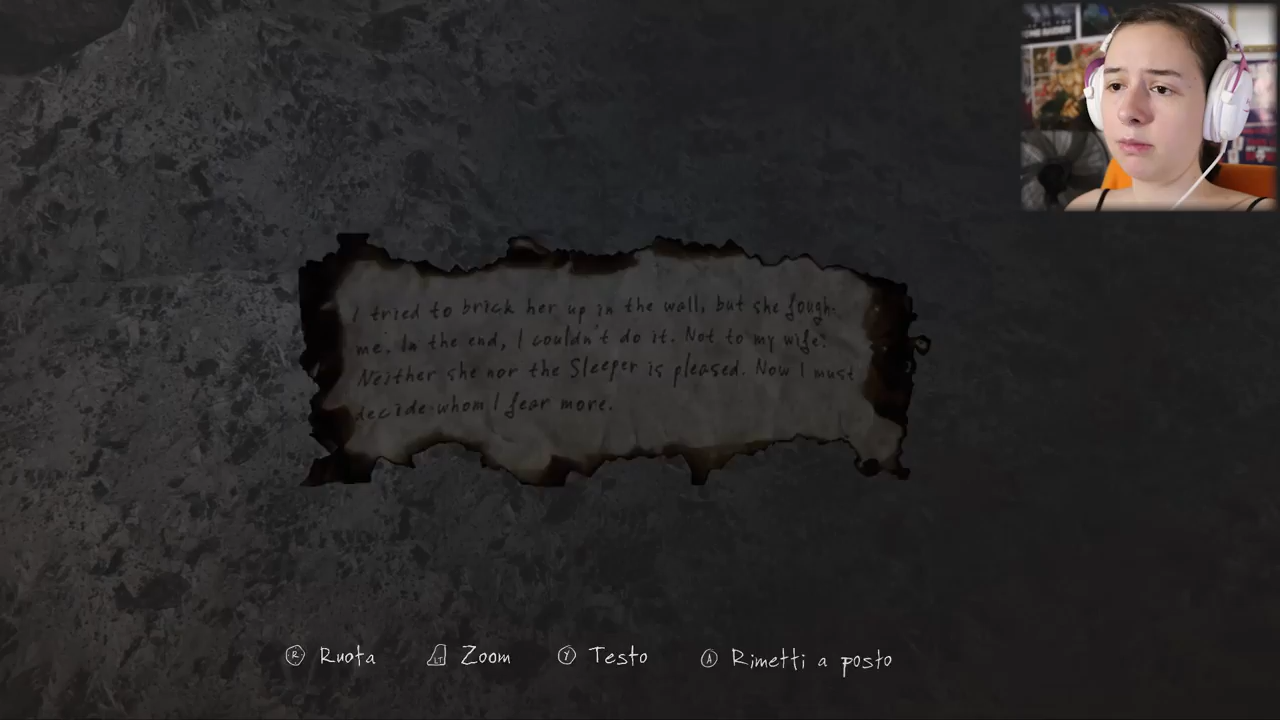 I tried to brick her up in the wall, but she fough
me. In the end, I couldn't do it. Not to my wife.
Neither she nor the Sleeper is pleased. Now I must
decide whom I fear more.
R Ruota LT Zoom Y Testo A Rimetti a posto